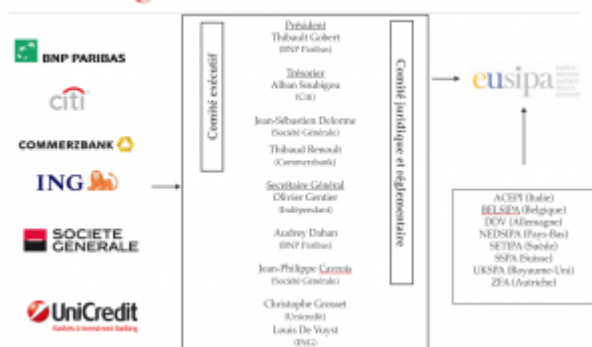 BNP PARIBAS
citi
COMMERZBANK
ING
SOCIETE
GENERALE
UniCredit
Markets & Investment Banking
Comité exécutif
Président
Thibault Gobert
(BNP Paribas)
Trésorier
Alban Soubigou
(Citi)
Jean-Sébastien Delorme
(Société Générale)
Thibaud Renoult
(Commerzbank)
Secrétaire Général
Olivier Gentier
(Indépendant)
Audrey Dahan
(BNP Paribas)
Jean-Philippe
(Société Générale)
Christophe Grosset
(Unicredit)
Louis De Vuyst
(ING)
Comité juridique et réglementaire
eusipa
ACEPI (Italie)
BELSIPA (Belgique)
DDV (Allemagne)
NEDSIPA (Pays-Bas)
SETIPA (Suède)
SSPA (Suisse)
UKSPA (Royaume-Uni)
ZFA (Autriche)